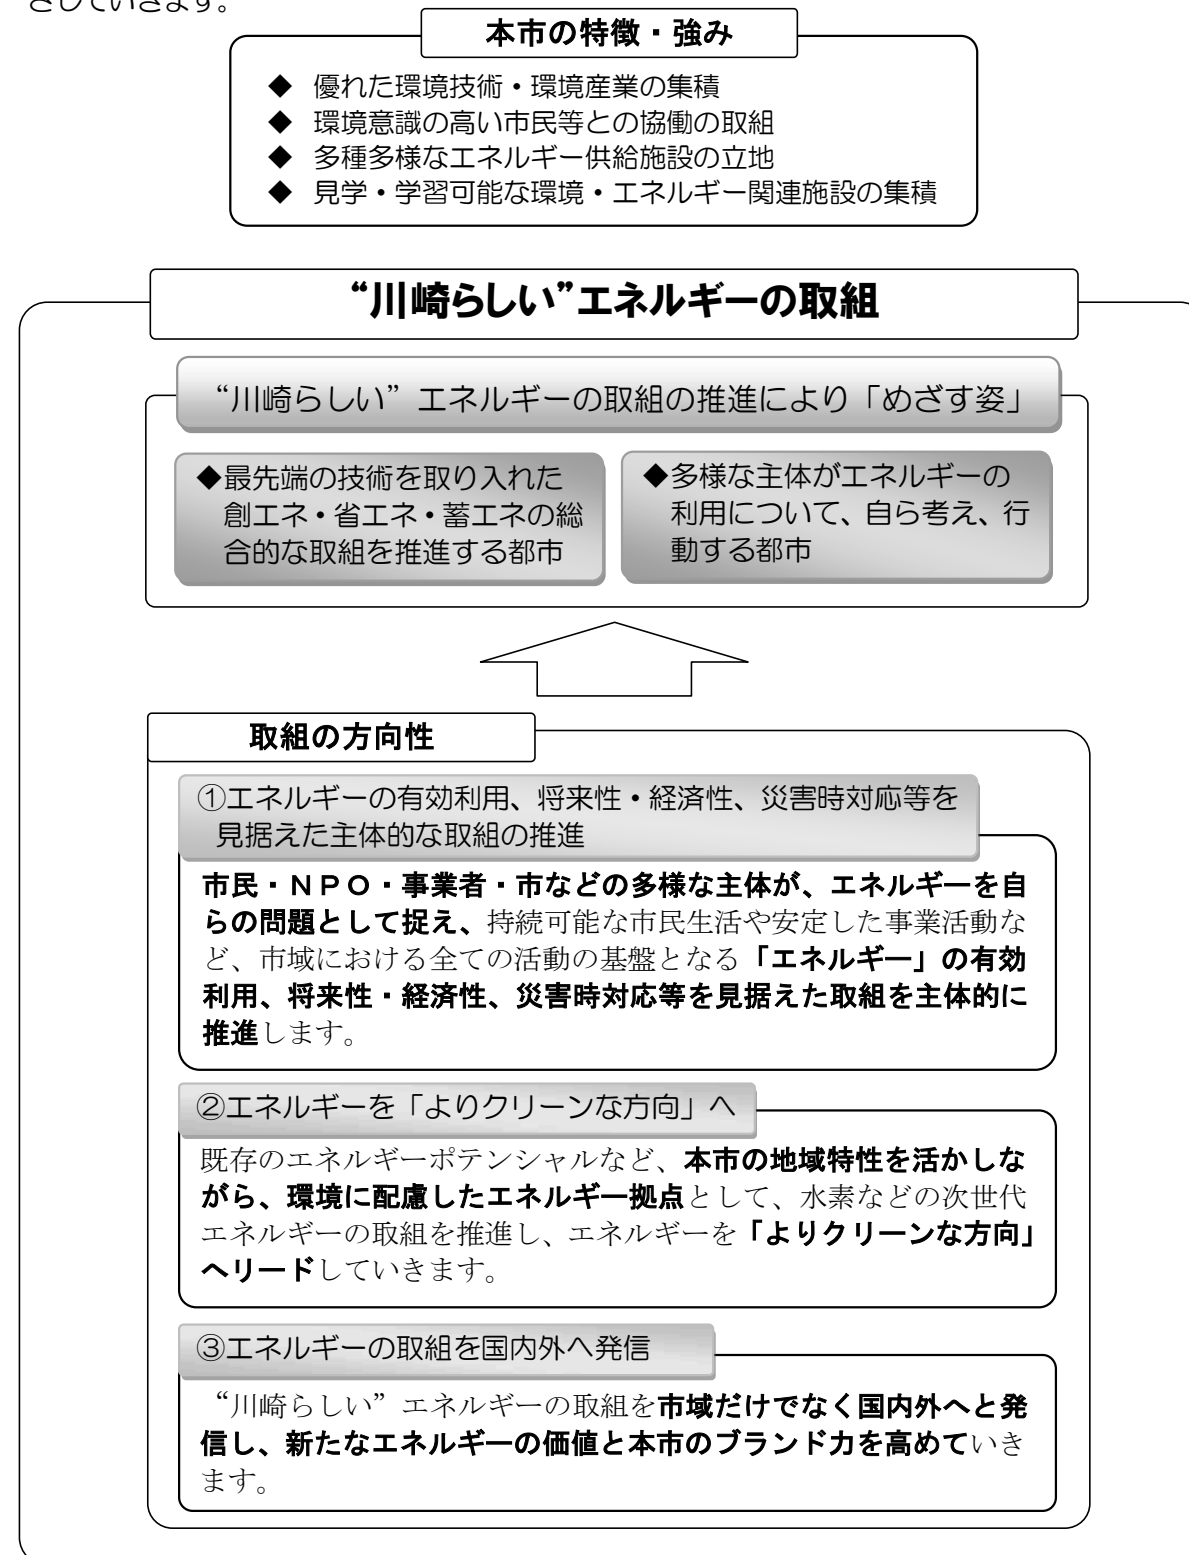 さしていきます。
本市の特徴・強み
◆ 優れた環境技術・環境産業の集積
◆ 環境意識の高い市民等との協働の取組
◆ 多種多様なエネルギー供給施設の立地
◆ 見学・学習可能な環境・エネルギー関連施設の集積
“川崎らしい”エネルギーの取組
“川崎らしい”エネルギーの取組の推進により「めざす姿」
◆最先端の技術を取り入れた
創エネ・省エネ・蓄エネの総
合的な取組を推進する都市
◆多様な主体がエネルギーの
利用について、自ら考え、行
動する都市
取組の方向性
①エネルギーの有効利用、将来性・経済性、災害時対応等を
見据えた主体的な取組の推進
市民・ＮＰＯ・事業者・市などの多様な主体が、エネルギーを自
らの問題として捉え、持続可能な市民生活や安定した事業活動な
ど、市域における全ての活動の基盤となる「エネルギー」の有効
利用、将来性・経済性、災害時対応等を見据えた取組を主体的に
推進します。
②エネルギーを「よりクリーンな方向」へ
既存のエネルギーポテンシャルなど、本市の地域特性を活かしな
がら、環境に配慮したエネルギー拠点として、水素などの次世代
エネルギーの取組を推進し、エネルギーを「よりクリーンな方向」
へリードしていきます。
③エネルギーの取組を国内外へ発信
“川崎らしい”エネルギーの取組を市域だけでなく国内外へと発
信し、新たなエネルギーの価値と本市のブランド力を高めていき
ます。